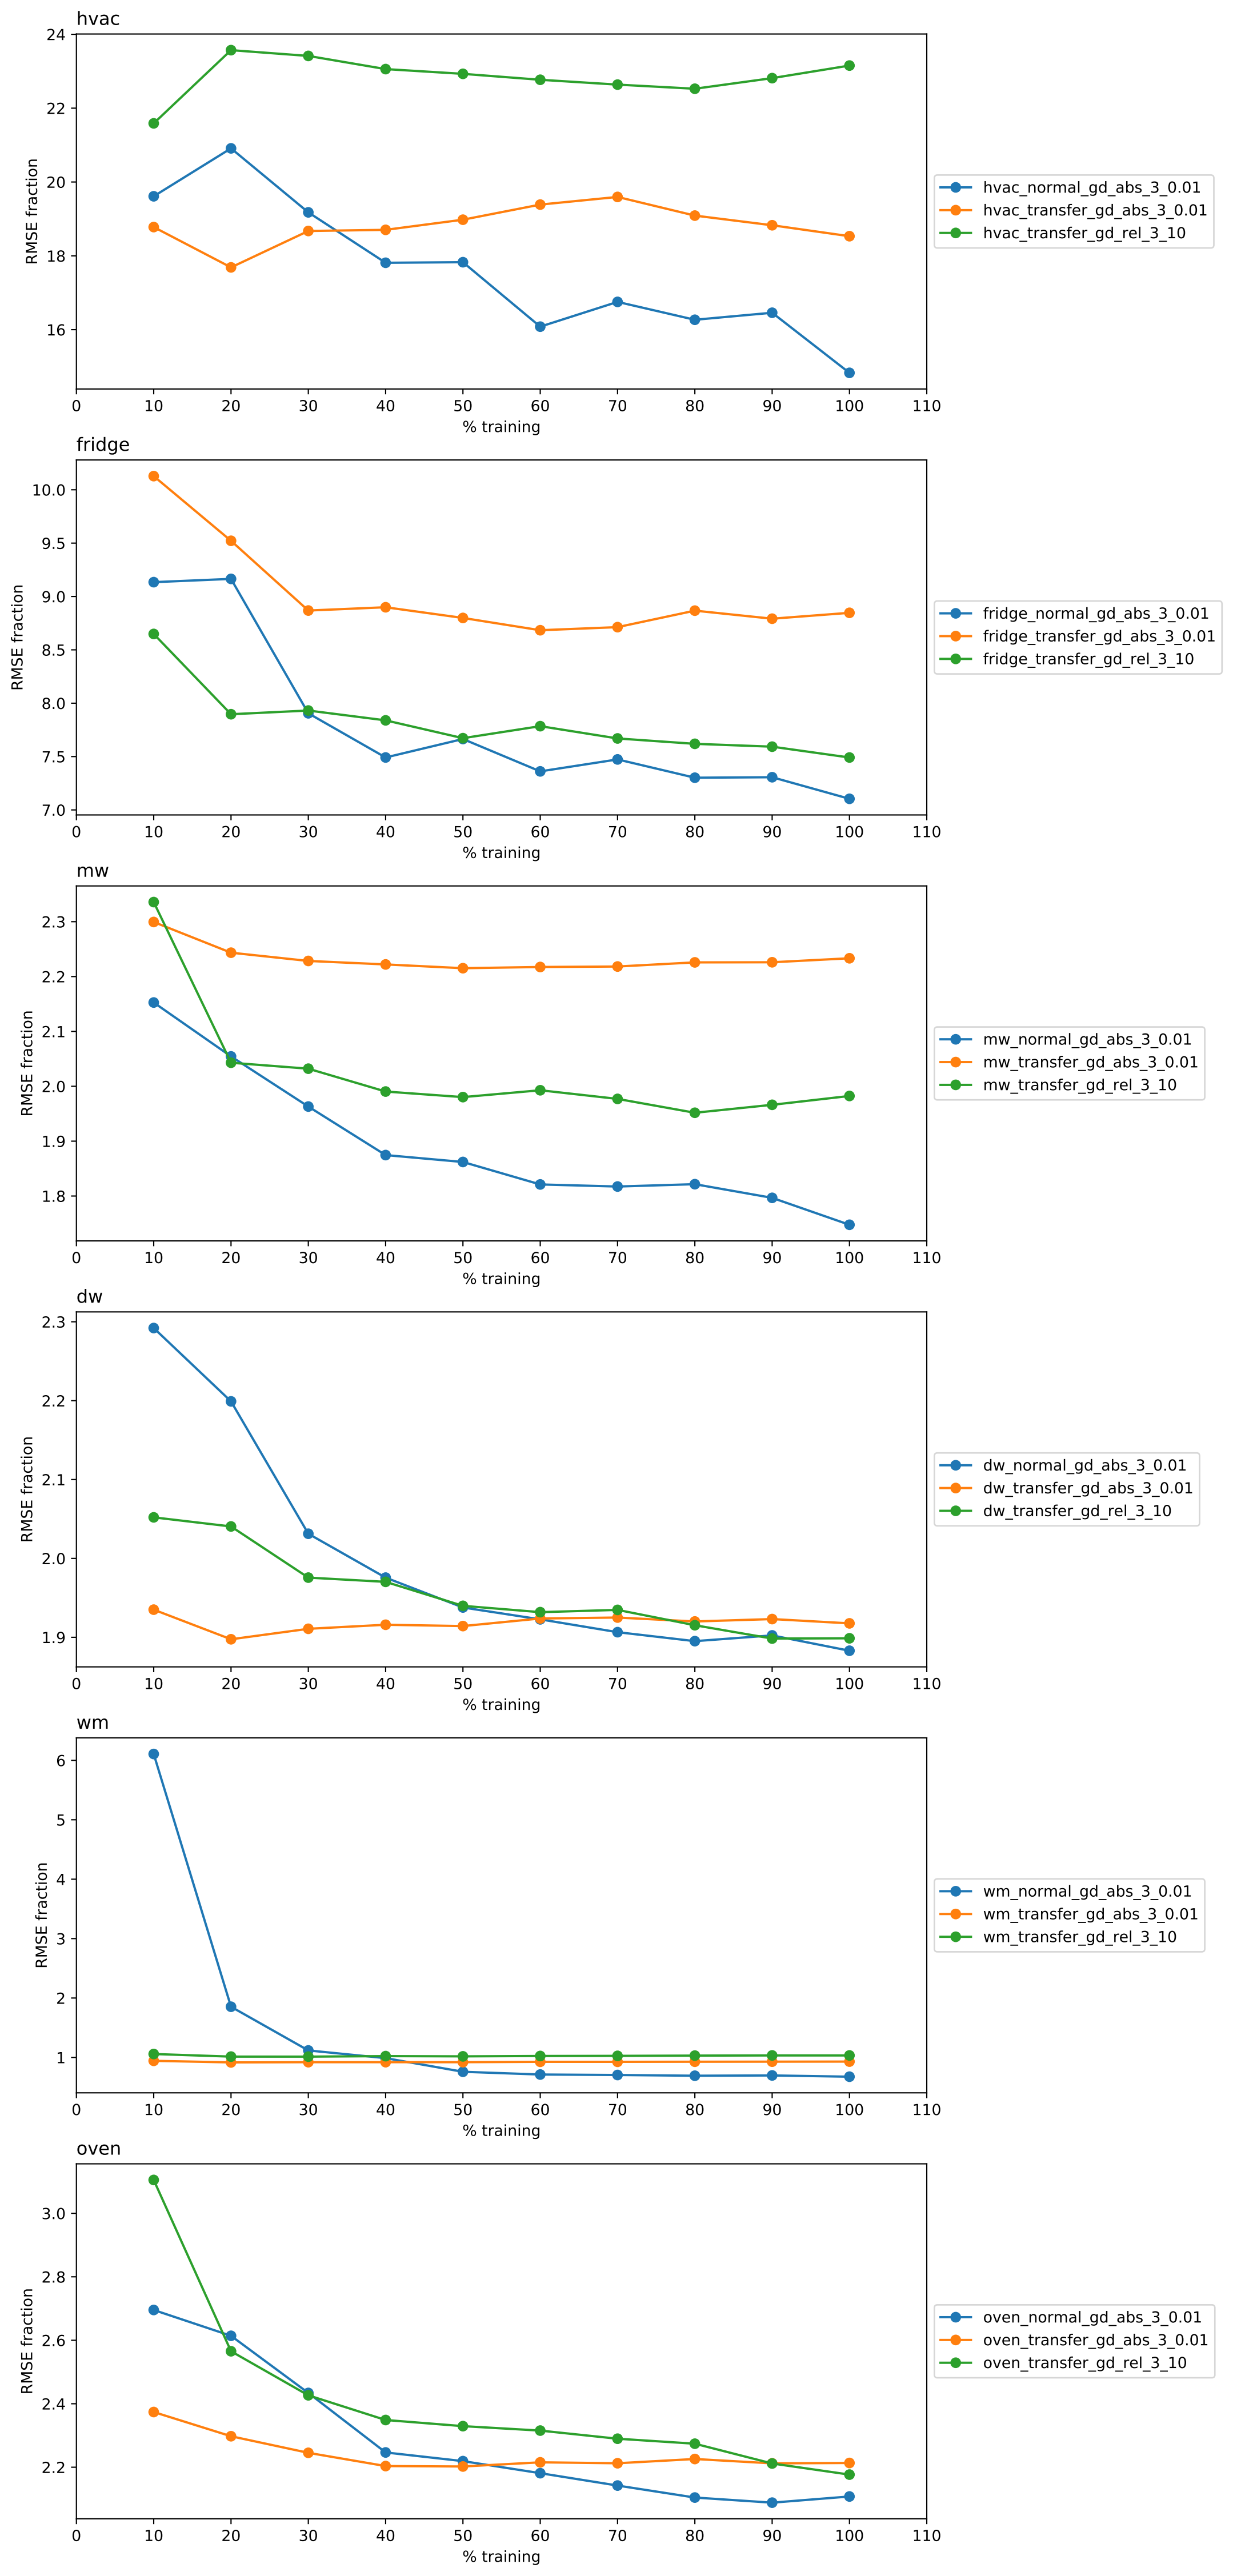 hvac
24
22
20
18
16
RMSE fraction
0 10 20 30 40 50 60 70 80 90 100 110
% training
hvac_normal_gd_abs_3_0.01
hvac_transfer_gd_abs_3_0.01
hvac_transfer_gd_rel_3_10
fridge
10.0
9.5
9.0
8.5
8.0
7.5
7.0
RMSE fraction
0 10 20 30 40 50 60 70 80 90 100 110
% training
fridge_normal_gd_abs_3_0.01
fridge_transfer_gd_abs_3_0.01
fridge_transfer_gd_rel_3_10
mw
2.3
2.2
2.1
2.0
1.9
1.8
RMSE fraction
0 10 20 30 40 50 60 70 80 90 100 110
% training
mw_normal_gd_abs_3_0.01
mw_transfer_gd_abs_3_0.01
mw_transfer_gd_rel_3_10
dw
2.3
2.2
2.1
2.0
1.9
RMSE fraction
0 10 20 30 40 50 60 70 80 90 100 110
% training
dw_normal_gd_abs_3_0.01
dw_transfer_gd_abs_3_0.01
dw_transfer_gd_rel_3_10
wm
6
5
4
3
2
1
RMSE fraction
0 10 20 30 40 50 60 70 80 90 100 110
% training
wm_normal_gd_abs_3_0.01
wm_transfer_gd_abs_3_0.01
wm_transfer_gd_rel_3_10
oven
3.0
2.8
2.6
2.4
2.2
RMSE fraction
0 10 20 30 40 50 60 70 80 90 100 110
% training
oven_normal_gd_abs_3_0.01
oven_transfer_gd_abs_3_0.01
oven_transfer_gd_rel_3_10